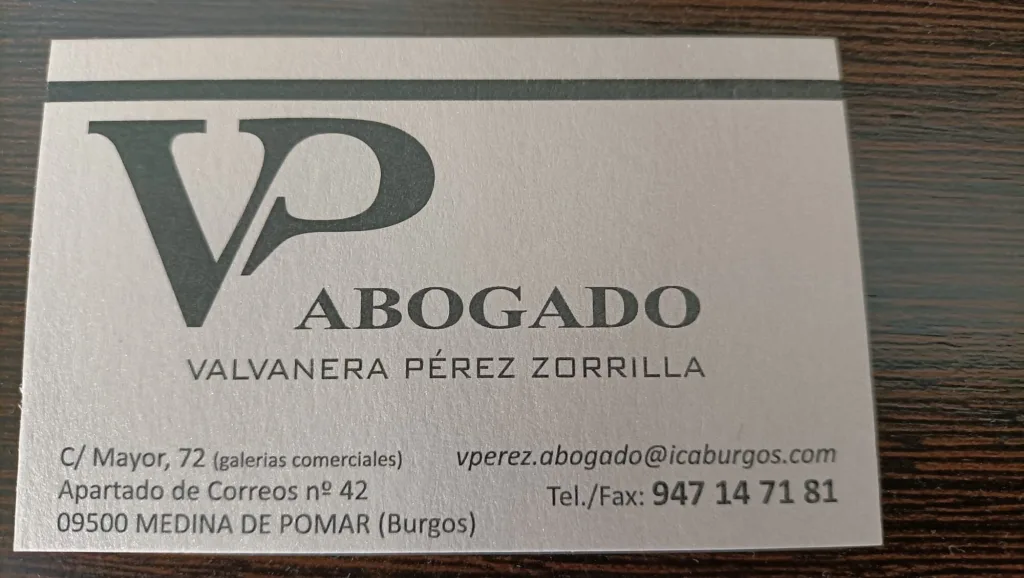 VP
ABOGADO
VALVANERA PÉREZ ZORRILLA
C/ Mayor, 72 (galerias comerciales)
Apartado de Correos nº 42
09500 MEDINA DE POMAR (Burgos)
vperez.abogado@icaburgos.com
Tel./Fax: 947 14 71 81